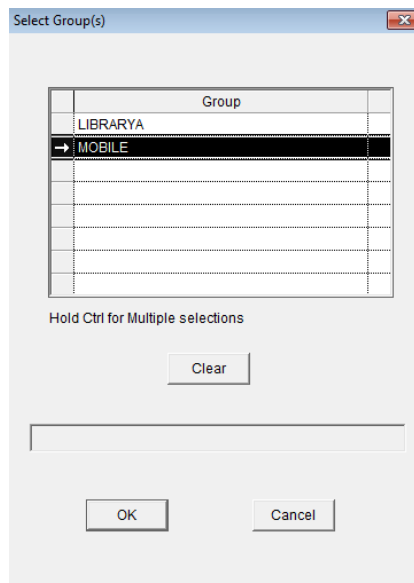 Select Group(s)
Group
LIBRARYA
MOBILE
Hold Ctrl for Multiple selections
Clear
OK
Cancel